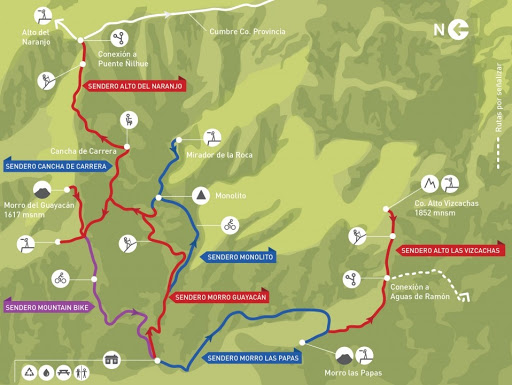 Alto del
Naranjo
Cumbre Co. Provincia
N
Conexión a
Puente Ñilhue
SENDERO ALTO DEL NARANJO
Rutas por señalizar
Cancha de Carrera
Mirador de la Roca
SENDERO CANCHA DE CARRERA
Morro del Guayacán
1617 msnm
Monolito
Co. Alto Vizcachas
1852 mnsm
SENDERO MONOLITO
SENDERO ALTO LAS VIZCACHAS
Conexión a
Aguas de Ramón
SENDERO MORRO GUAYACÁN
SENDERO MOUNTAIN BIKE
SENDERO MORRO LAS PAPAS
Morro las Papas